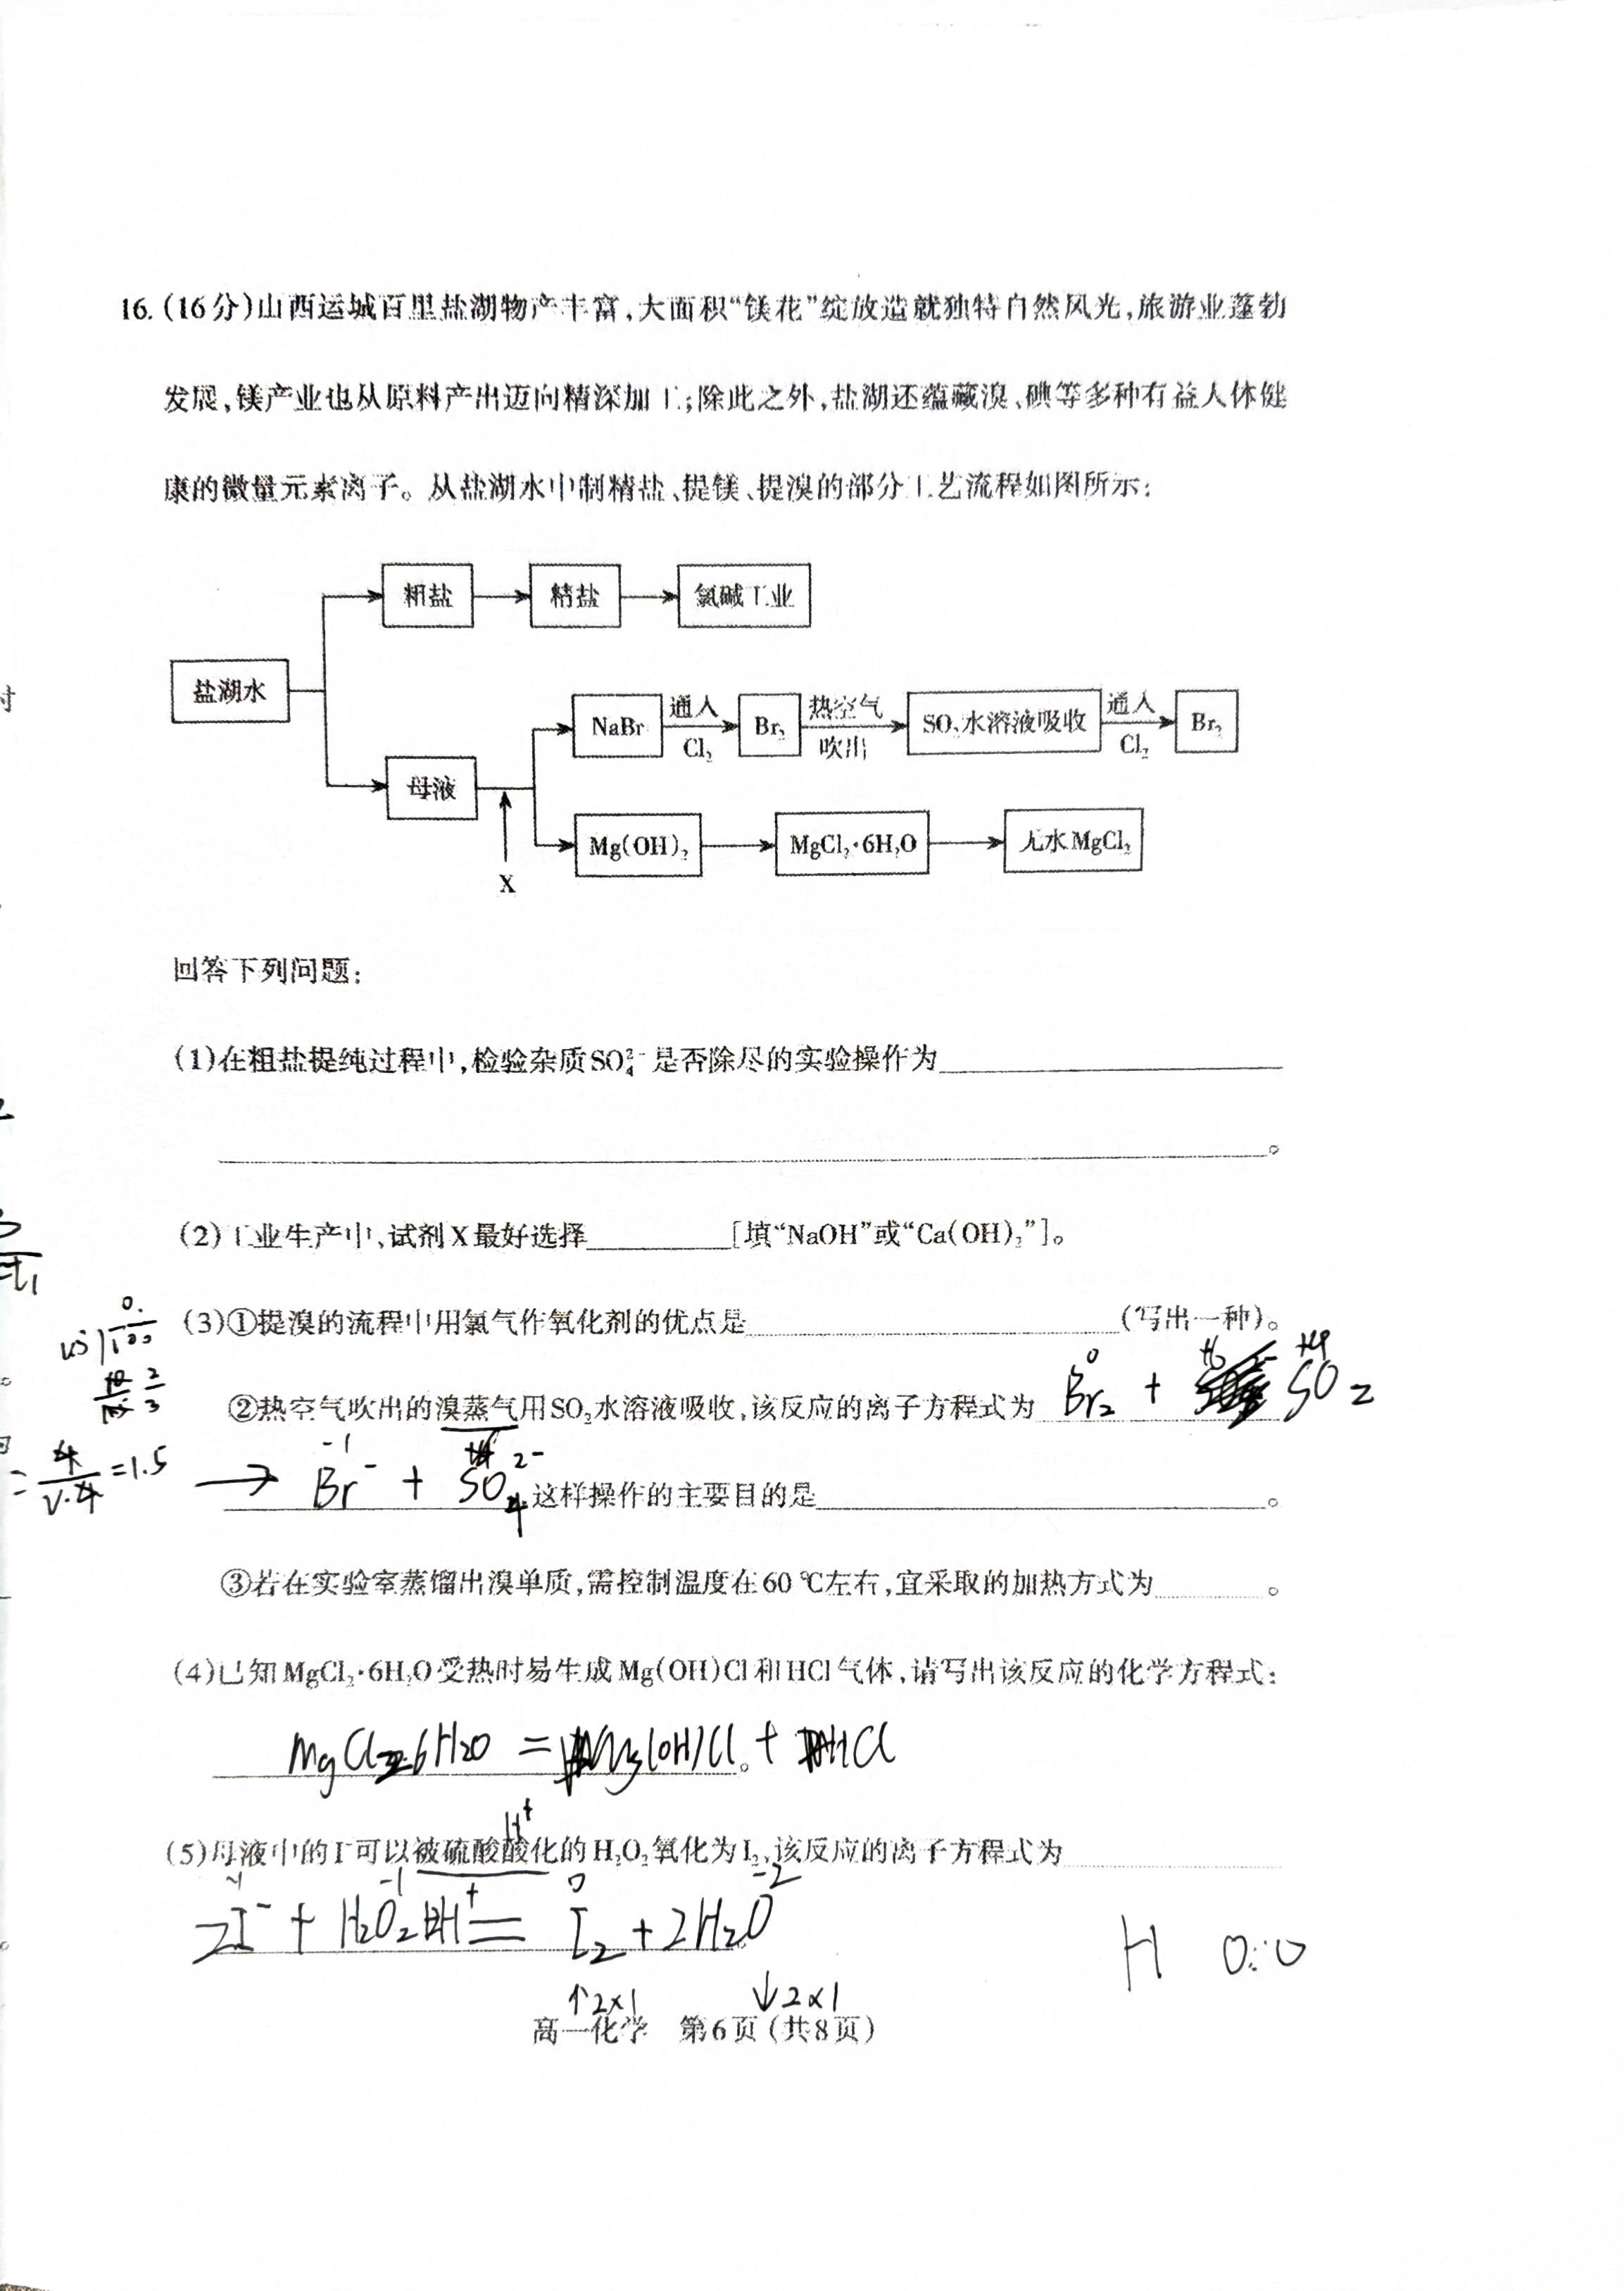 16.(16分)山西运城百里盐湖物产丰富,大面积“镁花”绽放造就独特自然风光,旅游业蓬勃
发展,镁产业也从原料产出迈向精深加工;除此之外,盐湖还蕴藏溴、碘等多种有益人体健
康的微量元素离子。从盐湖水中制精盐、提镁、提溴的部分工艺流程如图所示:
粗盐 精盐 氯碱工业
盐湖水
NaBr 通入 Cl₂ Br₂ 热空气 吹出 SO₂水溶液吸收 通入 Cl₂ Br₂
母液
Mg(OH)₂ MgCl₂·6H₂O 无水MgCl₂
X
回答下列问题:
(1)在粗盐提纯过程中,检验杂质SO₄²⁻是否除尽的实验操作为
。
(2)工业生产中,试剂X最好选择[填“NaOH”或“Ca(OH)₂”]。
(3)①提溴的流程中用氯气作氧化剂的优点是(写出一种)。
②热空气吹出的溴蒸气用SO₂水溶液吸收,该反应的离子方程式为 Br₂ + SO₂
→ Br⁻ + SO₄²⁻ 这样操作的主要目的是。
= 1.5
③若在实验室蒸馏出溴单质,需控制温度在60℃左右,宜采取的加热方式为。
(4)已知MgCl₂·6H₂O受热时易生成Mg(OH)Cl和HCl气体,请写出该反应的化学方程式:
MgCl₂·6H₂O = Mg(OH)Cl + HCl
。
H⁺
(5)母液中的I⁻可以被硫酸酸化的H₂O₂氧化为I₂,该反应的离子方程式为
-1 -1 0 -2
2I⁻ + H₂O₂ 2H⁺ = I₂ + 2H₂O
H O::O
↑2×1 ↓2×1
高一化学 第6页(共8页)